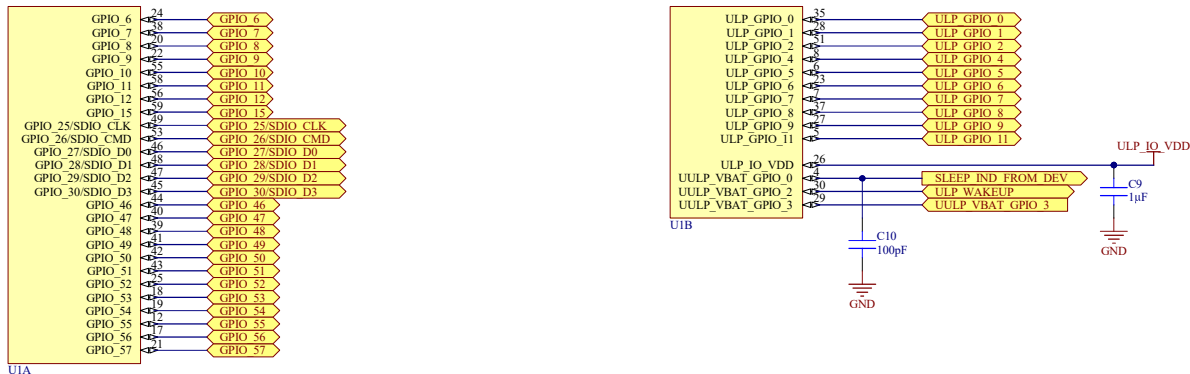 GPIO_6 24 GPIO_6
GPIO_7 38 GPIO_7
GPIO_8 20 GPIO_8
GPIO_9 22 GPIO_9
GPIO_10 55 GPIO_10
GPIO_11 58 GPIO_11
GPIO_12 56 GPIO_12
GPIO_15 59 GPIO_15
GPIO_25/SDIO_CLK 49 GPIO_25/SDIO_CLK
GPIO_26/SDIO_CMD 53 GPIO_26/SDIO_CMD
GPIO_27/SDIO_D0 46 GPIO_27/SDIO_D0
GPIO_28/SDIO_D1 48 GPIO_28/SDIO_D1
GPIO_29/SDIO_D2 47 GPIO_29/SDIO_D2
GPIO_30/SDIO_D3 45 GPIO_30/SDIO_D3
GPIO_46 44 GPIO_46
GPIO_47 40 GPIO_47
GPIO_48 39 GPIO_48
GPIO_49 41 GPIO_49
GPIO_50 42 GPIO_50
GPIO_51 43 GPIO_51
GPIO_52 25 GPIO_52
GPIO_53 18 GPIO_53
GPIO_54 19 GPIO_54
GPIO_55 12 GPIO_55
GPIO_56 17 GPIO_56
GPIO_57 21 GPIO_57
U1A
ULP_GPIO_0 35 ULP_GPIO_0
ULP_GPIO_1 28 ULP_GPIO_1
ULP_GPIO_2 51 ULP_GPIO_2
ULP_GPIO_4 8 ULP_GPIO_4
ULP_GPIO_5 6 ULP_GPIO_5
ULP_GPIO_6 23 ULP_GPIO_6
ULP_GPIO_7 7 ULP_GPIO_7
ULP_GPIO_8 37 ULP_GPIO_8
ULP_GPIO_9 27 ULP_GPIO_9
ULP_GPIO_11 5 ULP_GPIO_11
ULP_IO_VDD
ULP_IO_VDD 26
UULP_VBAT_GPIO_0 4 SLEEP_IND_FROM_DEV
UULP_VBAT_GPIO_2 30 ULP_WAKEUP
UULP_VBAT_GPIO_3 29 UULP_VBAT_GPIO_3
U1B
C9
1µF
GND
C10
100pF
GND